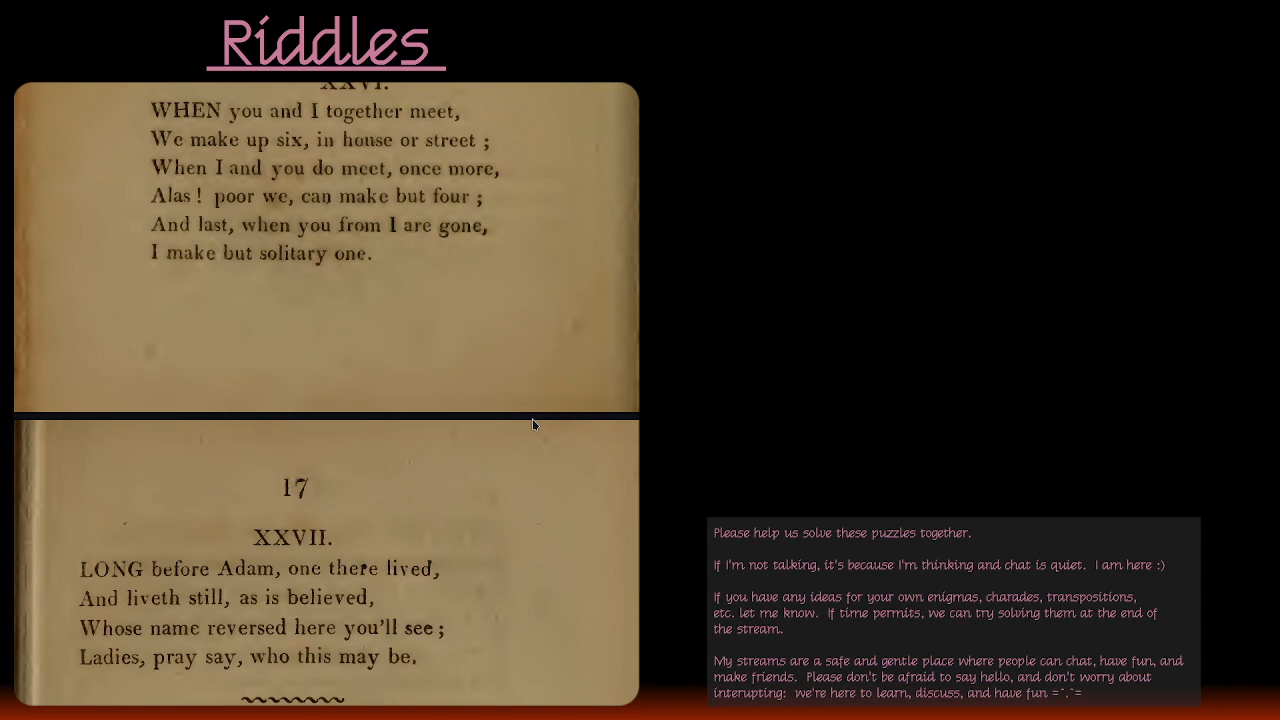 Riddles
XXVI.
WHEN you and I together meet,
We make up six, in house or street ;
When I and you do meet, once more,
Alas ! poor we, can make but four ;
And last, when you from I are gone,
I make but solitary one.
17
XXVII.
LONG before Adam, one there lived,
And liveth still, as is believed,
Whose name reversed here you'll see ;
Ladies, pray say, who this may be.
Please help us solve these puzzles together.
If I'm not talking, it's because I'm thinking and chat is quiet. I am here :)
If you have any ideas for your own enigmas, charades, transpositions,
etc. let me know. If time permits, we can try solving them at the end of
the stream.
My streams are a safe and gentle place where people can chat, have fun, and
make friends. Please don't be afraid to say hello, and don't worry about
interupting: we're here to learn, discuss, and have fun =^.^=